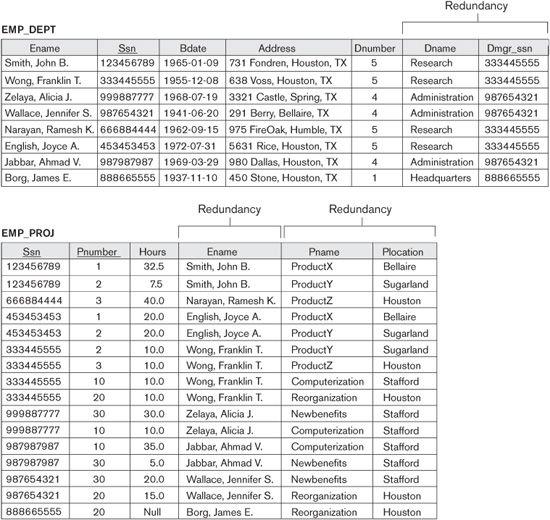 Redundancy
EMP_DEPT
Ename Ssn Bdate Address Dnumber Dname Dmgr_ssn
Smith, John B. 123456789 1965-01-09 731 Fondren, Houston, TX 5 Research 333445555
Wong, Franklin T. 333445555 1955-12-08 638 Voss, Houston, TX 5 Research 333445555
Zelaya, Alicia J. 999887777 1968-07-19 3321 Castle, Spring, TX 4 Administration 987654321
Wallace, Jennifer S. 987654321 1941-06-20 291 Berry, Bellaire, TX 4 Administration 987654321
Narayan, Ramesh K. 666884444 1962-09-15 975 FireOak, Humble, TX 5 Research 333445555
English, Joyce A. 453453453 1972-07-31 5631 Rice, Houston, TX 5 Research 333445555
Jabbar, Ahmad V. 987987987 1969-03-29 980 Dallas, Houston, TX 4 Administration 987654321
Borg, James E. 888665555 1937-11-10 450 Stone, Houston, TX 1 Headquarters 888665555
Redundancy Redundancy
EMP_PROJ
Ssn Pnumber Hours Ename Pname Plocation
123456789 1 32.5 Smith, John B. ProductX Bellaire
123456789 2 7.5 Smith, John B. ProductY Sugarland
666884444 3 40.0 Narayan, Ramesh K. ProductZ Houston
453453453 1 20.0 English, Joyce A. ProductX Bellaire
453453453 2 20.0 English, Joyce A. ProductY Sugarland
333445555 2 10.0 Wong, Franklin T. ProductY Sugarland
333445555 3 10.0 Wong, Franklin T. ProductZ Houston
333445555 10 10.0 Wong, Franklin T. Computerization Stafford
333445555 20 10.0 Wong, Franklin T. Reorganization Houston
999887777 30 30.0 Zelaya, Alicia J. Newbenefits Stafford
999887777 10 10.0 Zelaya, Alicia J. Computerization Stafford
987987987 10 35.0 Jabbar, Ahmad V. Computerization Stafford
987987987 30 5.0 Jabbar, Ahmad V. Newbenefits Stafford
987654321 30 20.0 Wallace, Jennifer S. Newbenefits Stafford
987654321 20 15.0 Wallace, Jennifer S. Reorganization Houston
888665555 20 Null Borg, James E. Reorganization Houston